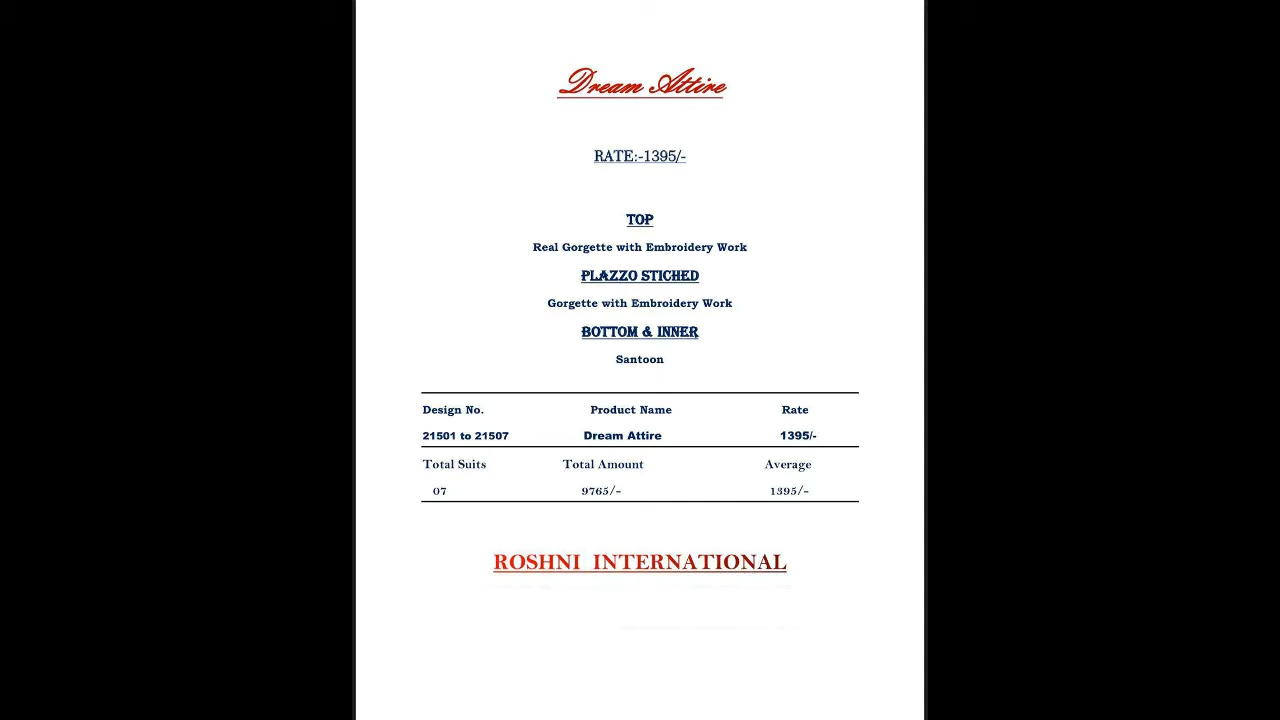 Dream Attire
RATE:-1395/-
TOP
Real Gorgette with Embroidery Work
PLAZZO STICHED
Gorgette with Embroidery Work
BOTTOM & INNER
Santoon
Design No. Product Name Rate
21501 to 21507 Dream Attire 1395/-
Total Suits Total Amount Average
07 9765/- 1395/-
ROSHNI INTERNATIONAL